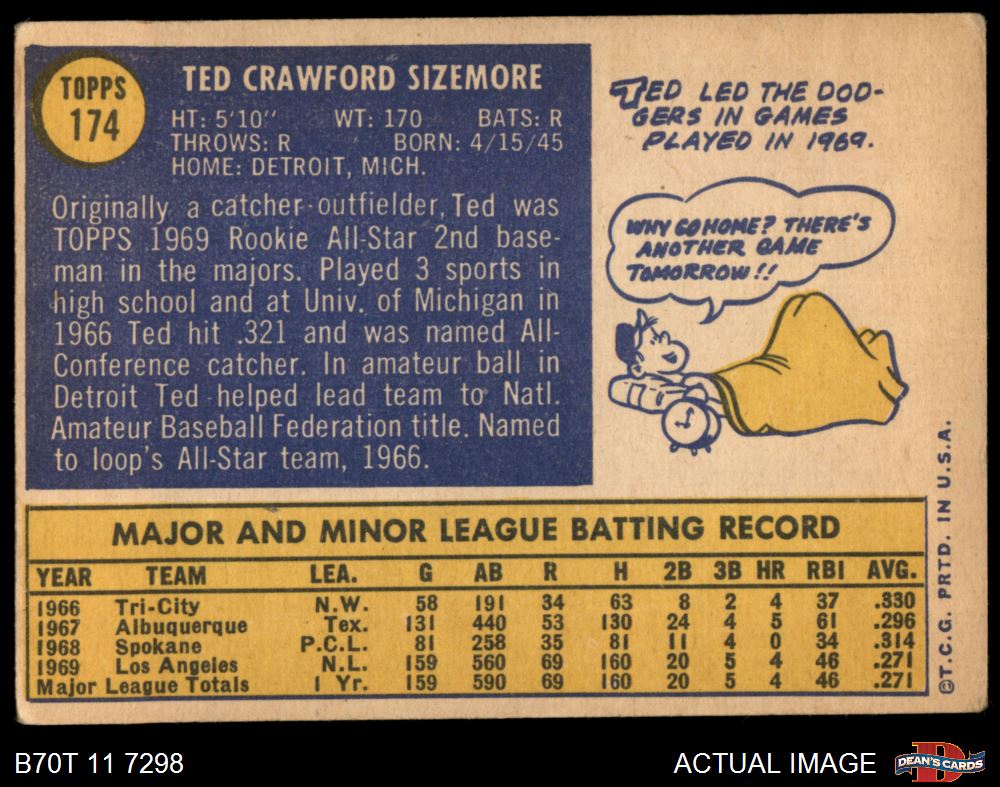 TOPPS
174
TED CRAWFORD SIZEMORE
HT: 5'10" WT: 170 BATS: R
THROWS: R BORN: 4/15/45
HOME: DETROIT, MICH.
Originally a catcher-outfielder, Ted was
TOPPS 1969 Rookie All-Star 2nd base-
man in the majors. Played 3 sports in
high school and at Univ. of Michigan in
1966 Ted hit .321 and was named All-
Conference catcher. In amateur ball in
Detroit Ted helped lead team to Natl.
Amateur Baseball Federation title. Named
to loop's All-Star team, 1966.
TED LED THE DOD-
GERS IN GAMES
PLAYED IN 1969.
WHY GO HOME? THERE'S
ANOTHER GAME
TOMORROW!!
MAJOR AND MINOR LEAGUE BATTING RECORD
YEAR TEAM LEA. G AB R H 2B 3B HR RBI AVG.
1966 Tri-City N.W. 58 191 34 63 8 2 4 37 .330
1967 Albuquerque Tex. 131 440 53 130 24 4 5 61 .296
1968 Spokane P.C.L. 81 258 35 81 11 4 0 34 .314
1969 Los Angeles N.L. 159 560 69 160 20 5 4 46 .271
Major League Totals 1 Yr. 159 590 69 160 20 5 4 46 .271
©T.C.G. PRTD. IN U.S.A.
B70T 11 7298
ACTUAL IMAGE
B
DEAN'S CARDS